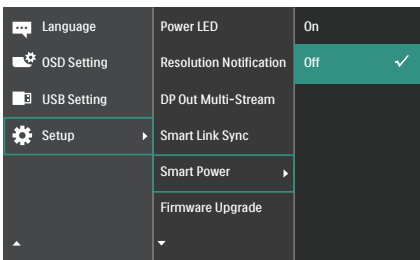 Language
OSD Setting
USB Setting
Setup
Power LED
Resolution Notification
DP Out Multi-Stream
Smart Link Sync
Smart Power
Firmware Upgrade
On
Off